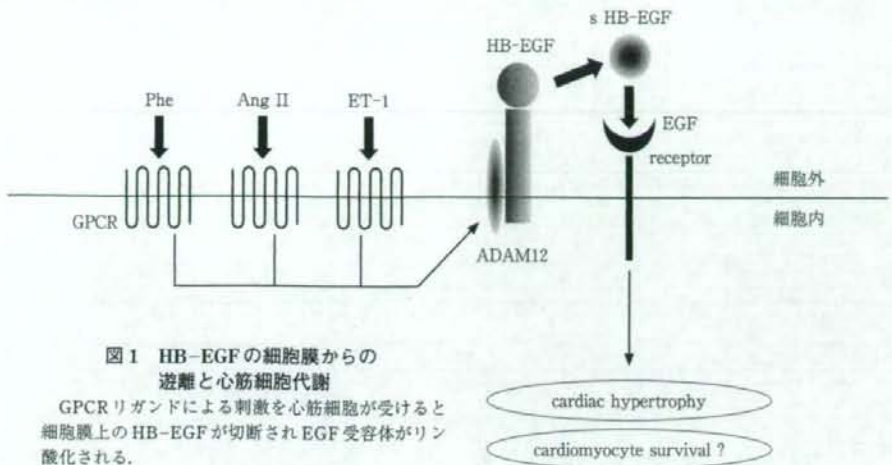 s HB-EGF
HB-EGF
Phe Ang II ET-1
EGF
receptor
細胞外
GPCR
細胞内
ADAM12
図1 HB-EGFの細胞膜からの
遊離と心筋細胞代謝
GPCRリガンドによる刺激を心筋細胞が受けると
細胞膜上のHB-EGFが切断されEGF受容体がリン
酸化される.
cardiac hypertrophy
cardiomyocyte survival ?